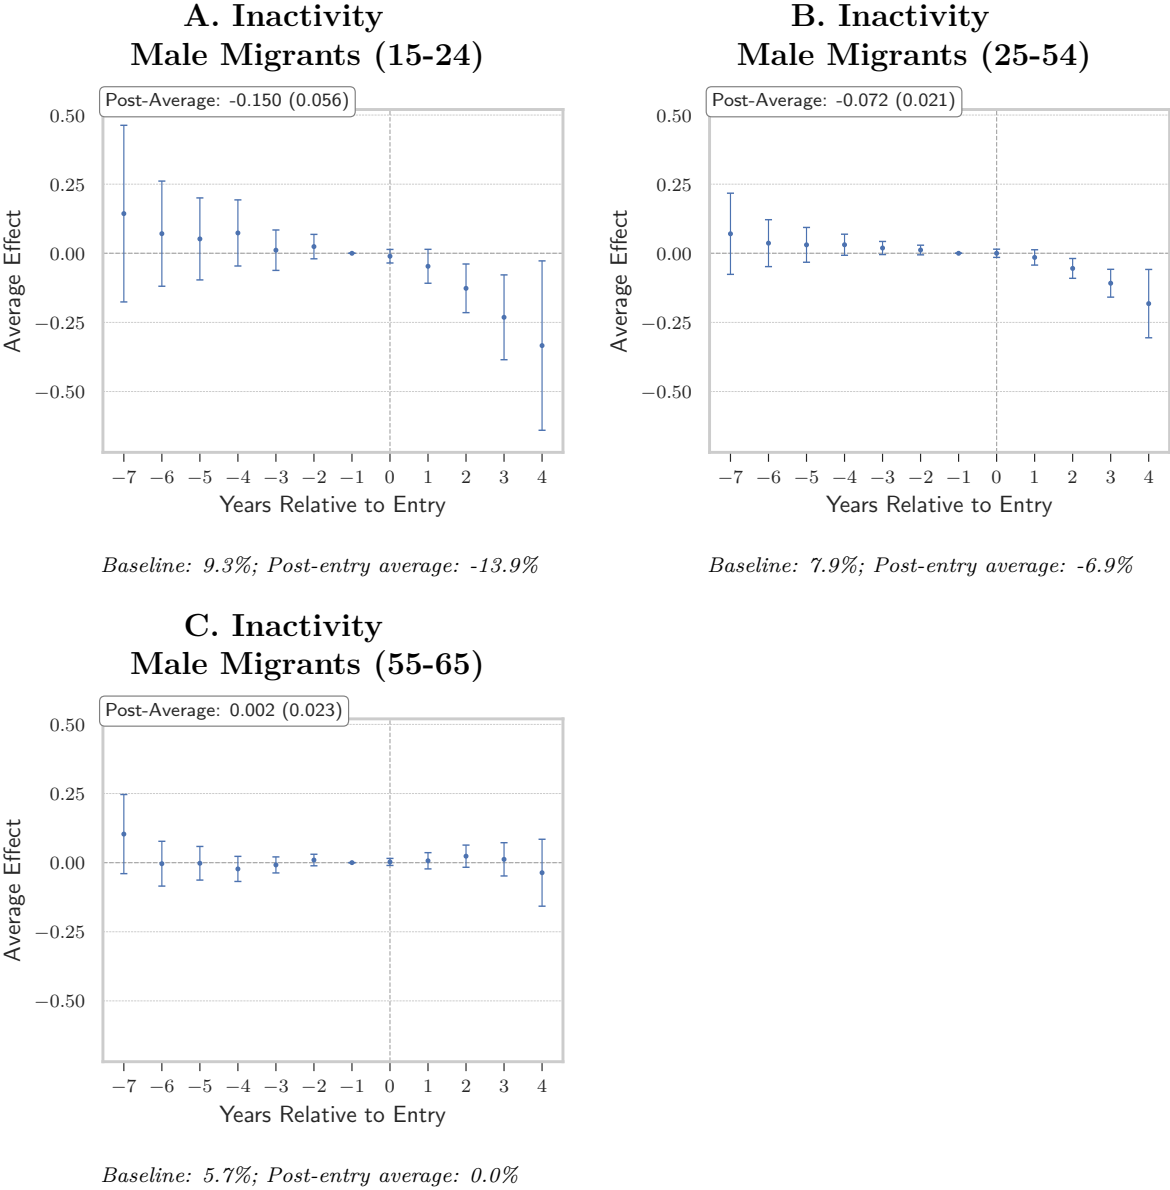 A. Inactivity
Male Migrants (15-24)
Post-Average: -0.150 (0.056)
0.50
0.25
0.00
−0.25
−0.50
Average Effect
−7 −6 −5 −4 −3 −2 −1 0 1 2 3 4
Years Relative to Entry
Baseline: 9.3%; Post-entry average: -13.9%
B. Inactivity
Male Migrants (25-54)
Post-Average: -0.072 (0.021)
0.50
0.25
0.00
−0.25
−0.50
Average Effect
−7 −6 −5 −4 −3 −2 −1 0 1 2 3 4
Years Relative to Entry
Baseline: 7.9%; Post-entry average: -6.9%
C. Inactivity
Male Migrants (55-65)
Post-Average: 0.002 (0.023)
0.50
0.25
0.00
−0.25
−0.50
Average Effect
−7 −6 −5 −4 −3 −2 −1 0 1 2 3 4
Years Relative to Entry
Baseline: 5.7%; Post-entry average: 0.0%